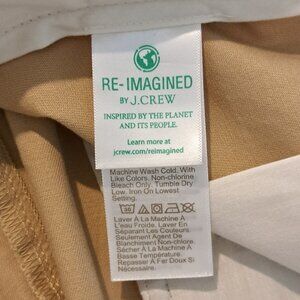 RE-IMAGINED
BY J.CREW
INSPIRED BY THE PLANET
AND ITS PEOPLE.
Learn more at
jcrew.com/reimagined
Machine Wash Cold. With
Like Colors. Non-chlorine
Bleach Only. Tumble Dry
Low. Iron On Lowest
Setting.
Laver À La Machine À
L'eau Froide. Laver En
Séparant Les Couleurs.
Seulement Agent De
Blanchiment Non-chlore.
Sécher À La Machine À
Basse Température.
Repasser À Fer Doux Si
Nécessaire.